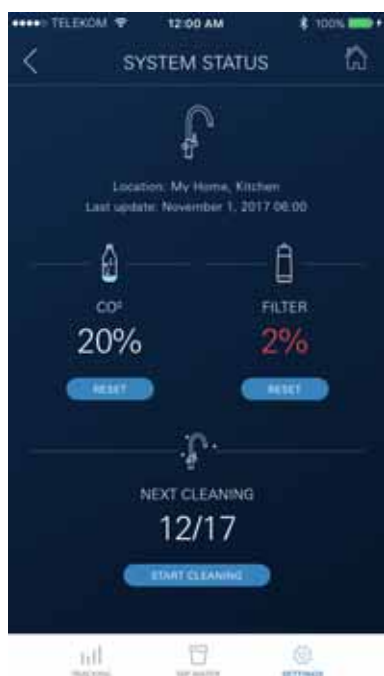 TELEKOM 12:00 AM 100%
SYSTEM STATUS
Location: My Home, Kitchen
Last update: November 1, 2017 06:00
CO²
20%
RESET
FILTER
2%
RESET
NEXT CLEANING
12/17
START CLEANING
TRACKING
SETTINGS